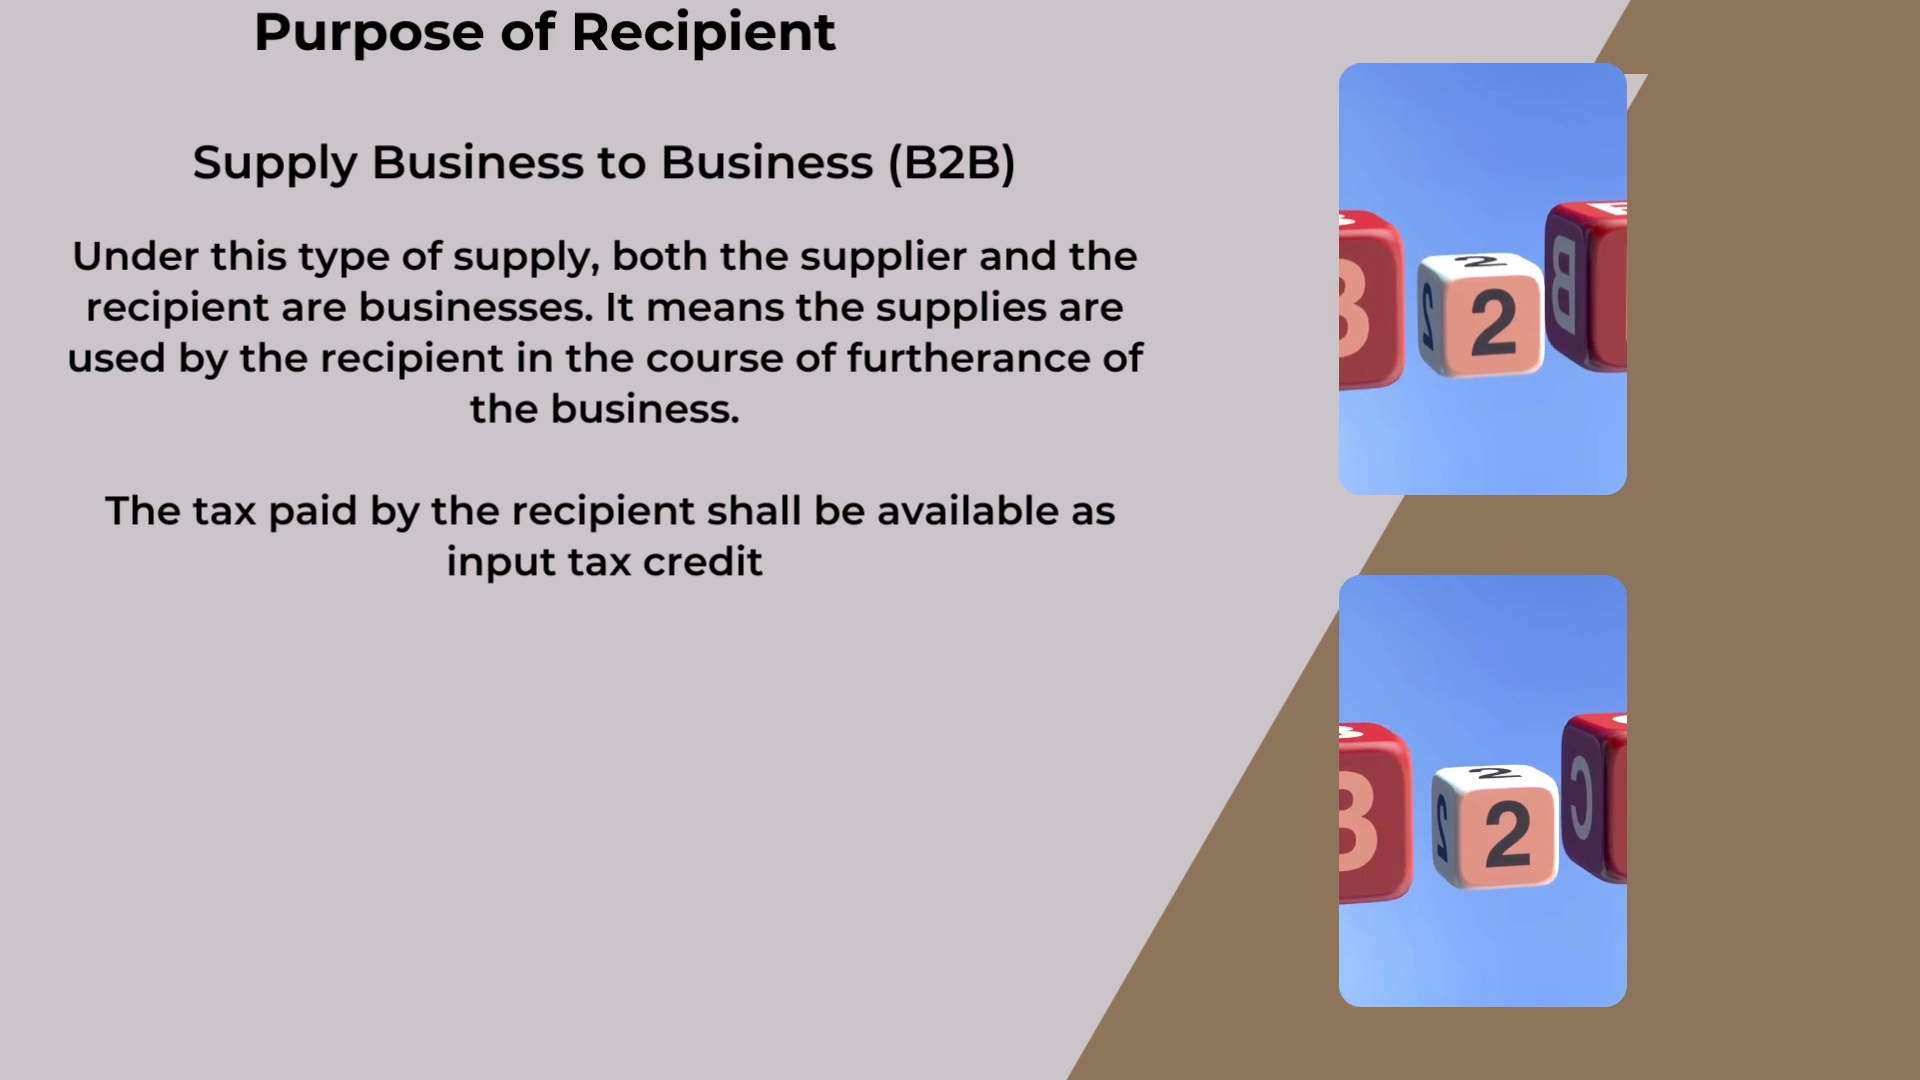 Purpose of Recipient
Supply Business to Business (B2B)
Under this type of supply, both the supplier and the
recipient are businesses. It means the supplies are
used by the recipient in the course of furtherance of
the business.
The tax paid by the recipient shall be available as
input tax credit
B 2 B
B 2 C